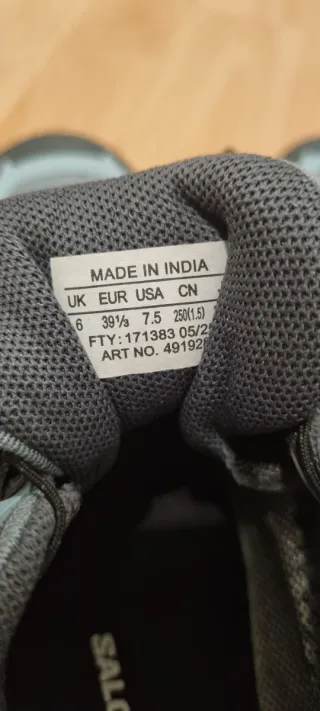 MADE IN INDIA
UK EUR USA CN
6 39⅓ 7.5 250(1.5)
FTY: 171383 05/2
ART NO. 49192
SALO